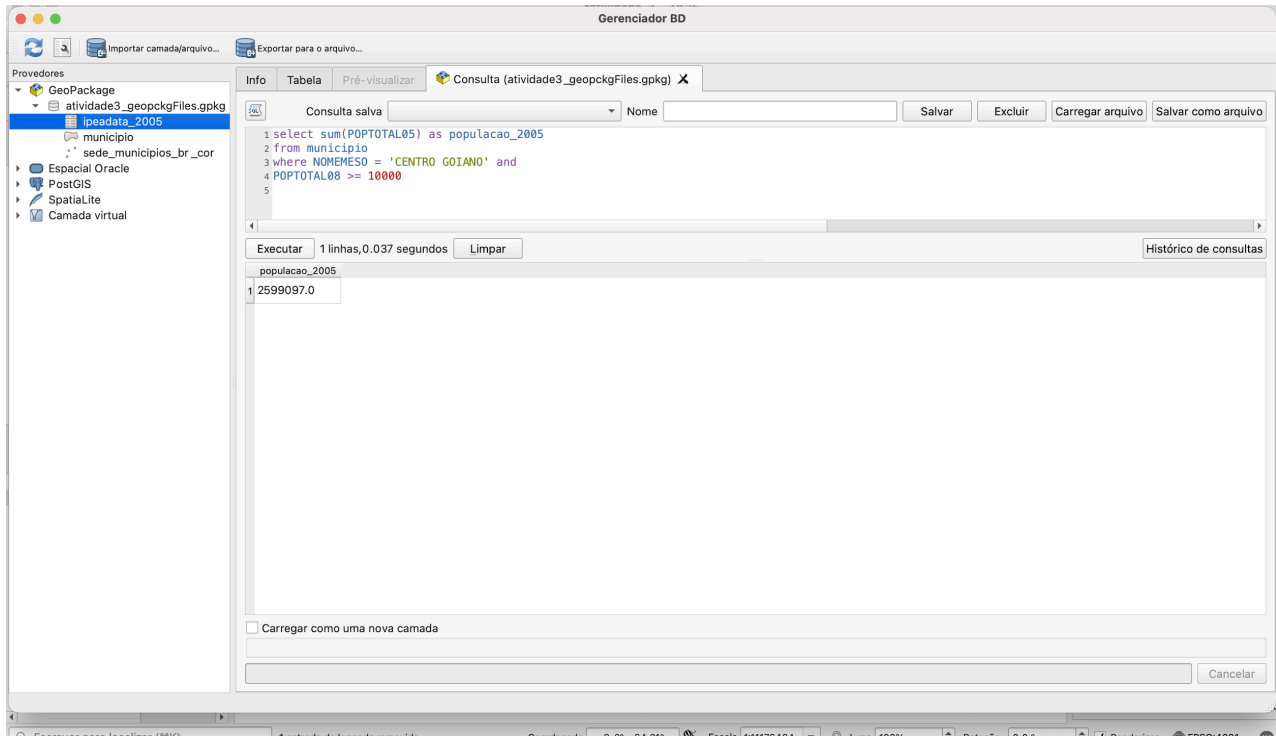 Gerenciador BD
Importar camada/arquivo...
Exportar para o arquivo...
Provedores
GeoPackage
atividade3_geopckgFiles.gpkg
ipeadata_2005
municipio
sede_municipios_br_cor
Espacial Oracle
PostGIS
SpatiaLite
Camada virtual
Info
Tabela
Pré-visualizar
Consulta (atividade3_geopckgFiles.gpkg)
Consulta salva
Nome
Salvar
Excluir
Carregar arquivo
Salvar como arquivo
1 select sum(POPTOTAL05) as populacao_2005
2 from municipio
3 where NOMEMESO = 'CENTRO GOIANO' and
4 POPTOTAL08 >= 10000
5
Executar
1 linhas,0.037 segundos
Limpar
Histórico de consultas
populacao_2005
1 2599097.0
Carregar como uma nova camada
Cancelar